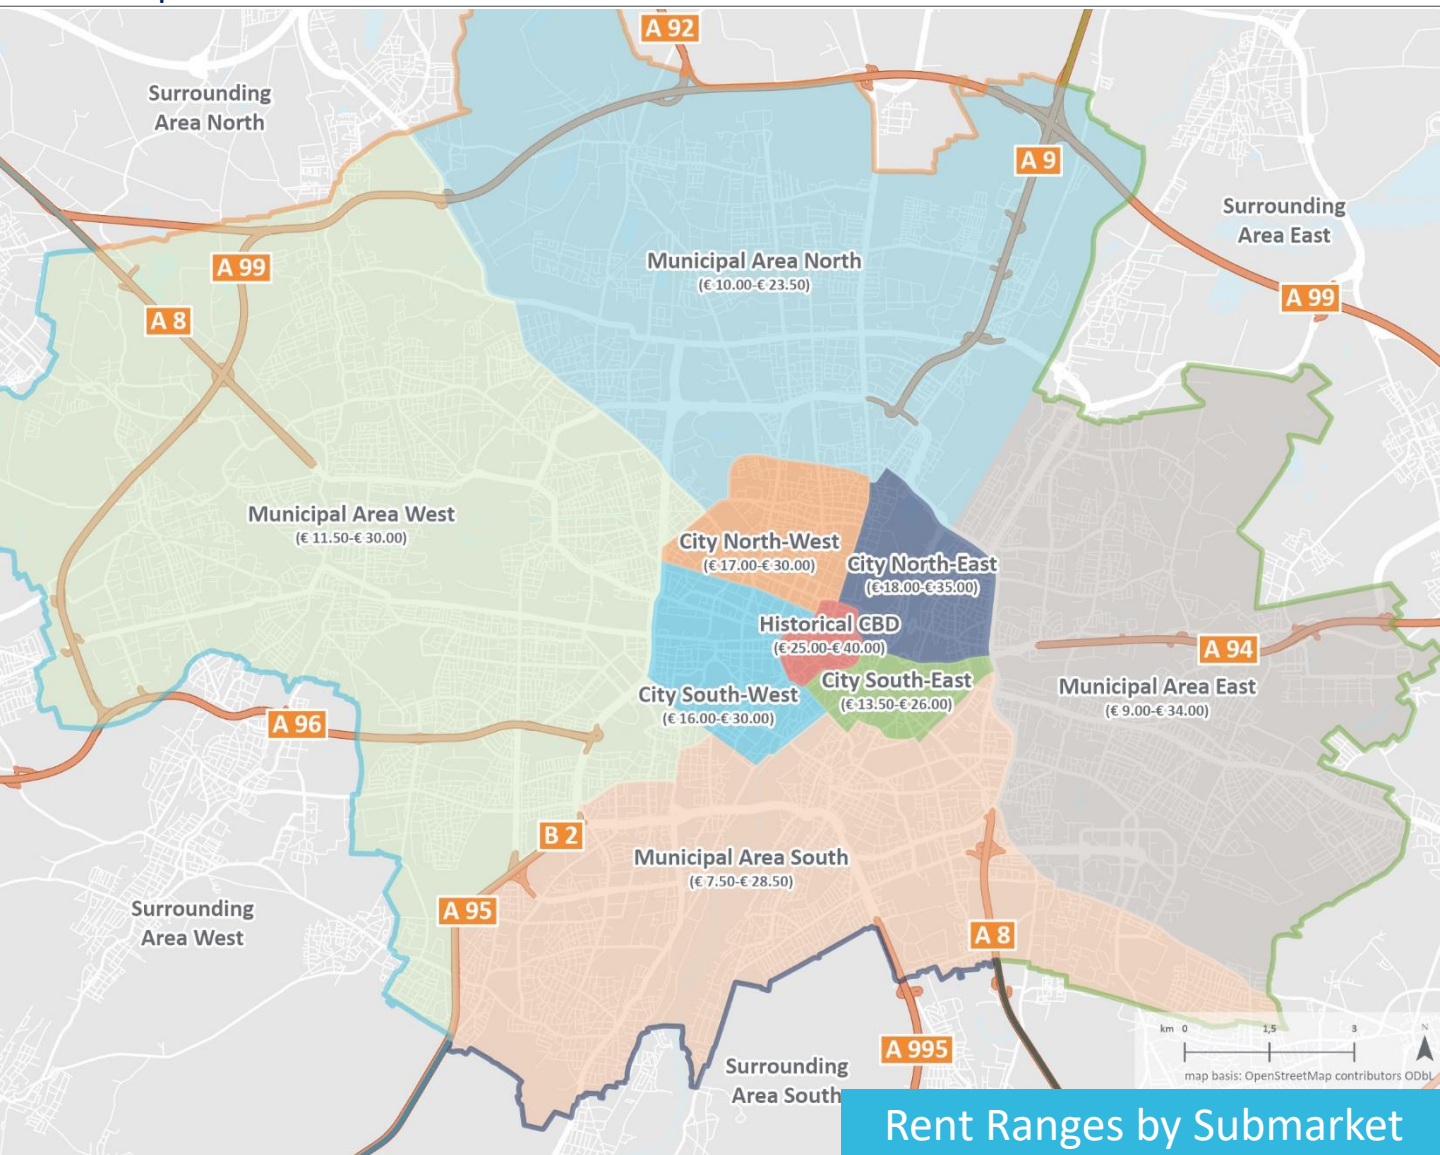 A 92
Surrounding
Area North
A 9
Surrounding
Area East
Municipal Area North
(€ 10.00-€ 23.50)
A 99
A 99
A 8
Municipal Area West
(€ 11.50-€ 30.00)
City North-West
(€ 17.00-€ 30.00)
City North-East
(€ 18.00-€ 35.00)
Historical CBD
(€ 25.00-€ 40.00)
A 94
City South-West
(€ 16.00-€ 30.00)
City South-East
(€ 13.50-€ 26.00)
Municipal Area East
(€ 9.00-€ 34.00)
A 96
B 2
Municipal Area South
(€ 7.50-€ 28.50)
Surrounding
Area West
A 95
A 8
km 0 1,5 3 N
A 995
Surrounding
Area South
map basis: OpenStreetMap contributors ODbL
Rent Ranges by Submarket